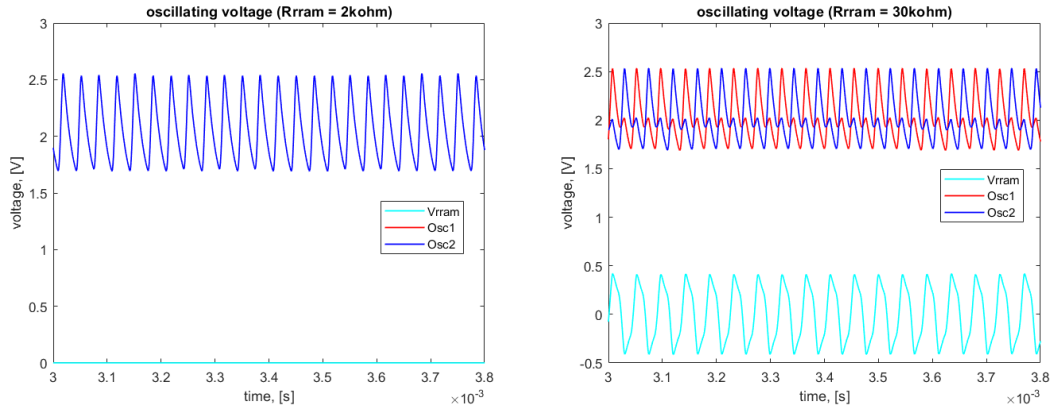 oscillating voltage (Rrram = 2kohm)
voltage, [V]
3
2.5
2
1.5
1
0.5
0
Vrram
Osc1
Osc2
3
3.1
3.2
3.3
3.4
3.5
3.6
3.7
3.8
time, [s]
×10⁻³
oscillating voltage (Rrram = 30kohm)
voltage, [V]
3
2.5
2
1.5
1
0.5
0
-0.5
Vrram
Osc1
Osc2
3
3.1
3.2
3.3
3.4
3.5
3.6
3.7
3.8
time, [s]
×10⁻³